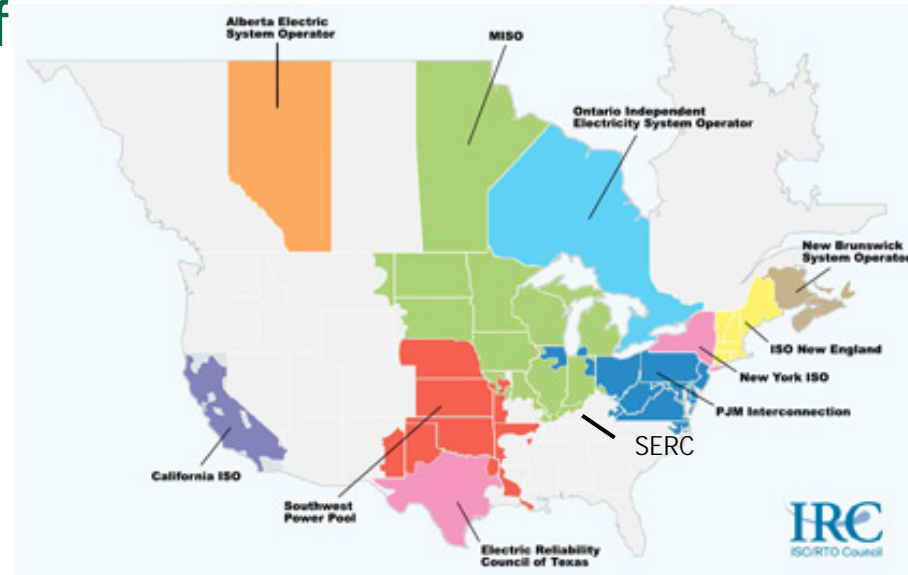 f
Alberta Electric
System Operator
MISO
Ontario Independent
Electricity System Operator
New Brunswick
System Operator
ISO New England
New York ISO
PJM Interconnection
SERC
California ISO
Southwest
Power Pool
Electric Reliability
Council of Texas
IRC
ISO/RTO Council